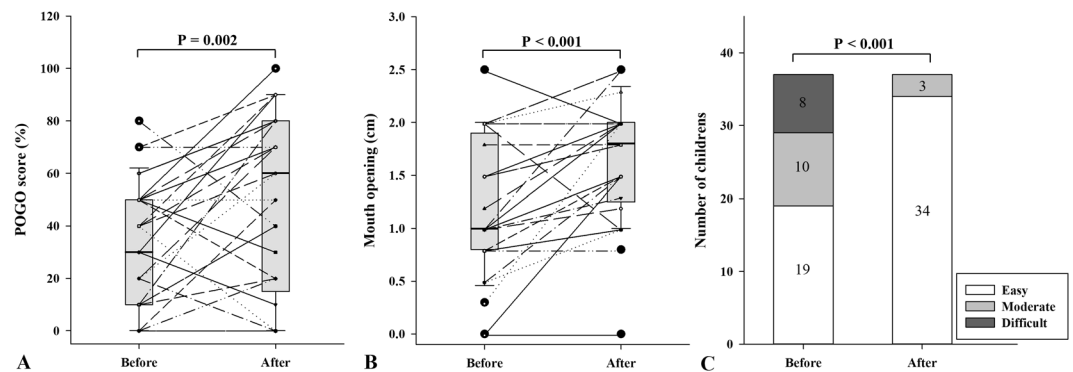 P = 0.002
POGO score (%)
120
100
80
60
40
20
0
Before
After
A
P < 0.001
Mouth opening (cm)
3.0
2.5
2.0
1.5
1.0
0.5
0.0
Before
After
B
P < 0.001
Number of childrens
40
30
20
10
0
8
10
19
3
34
Before
After
C
Easy
Moderate
Difficult